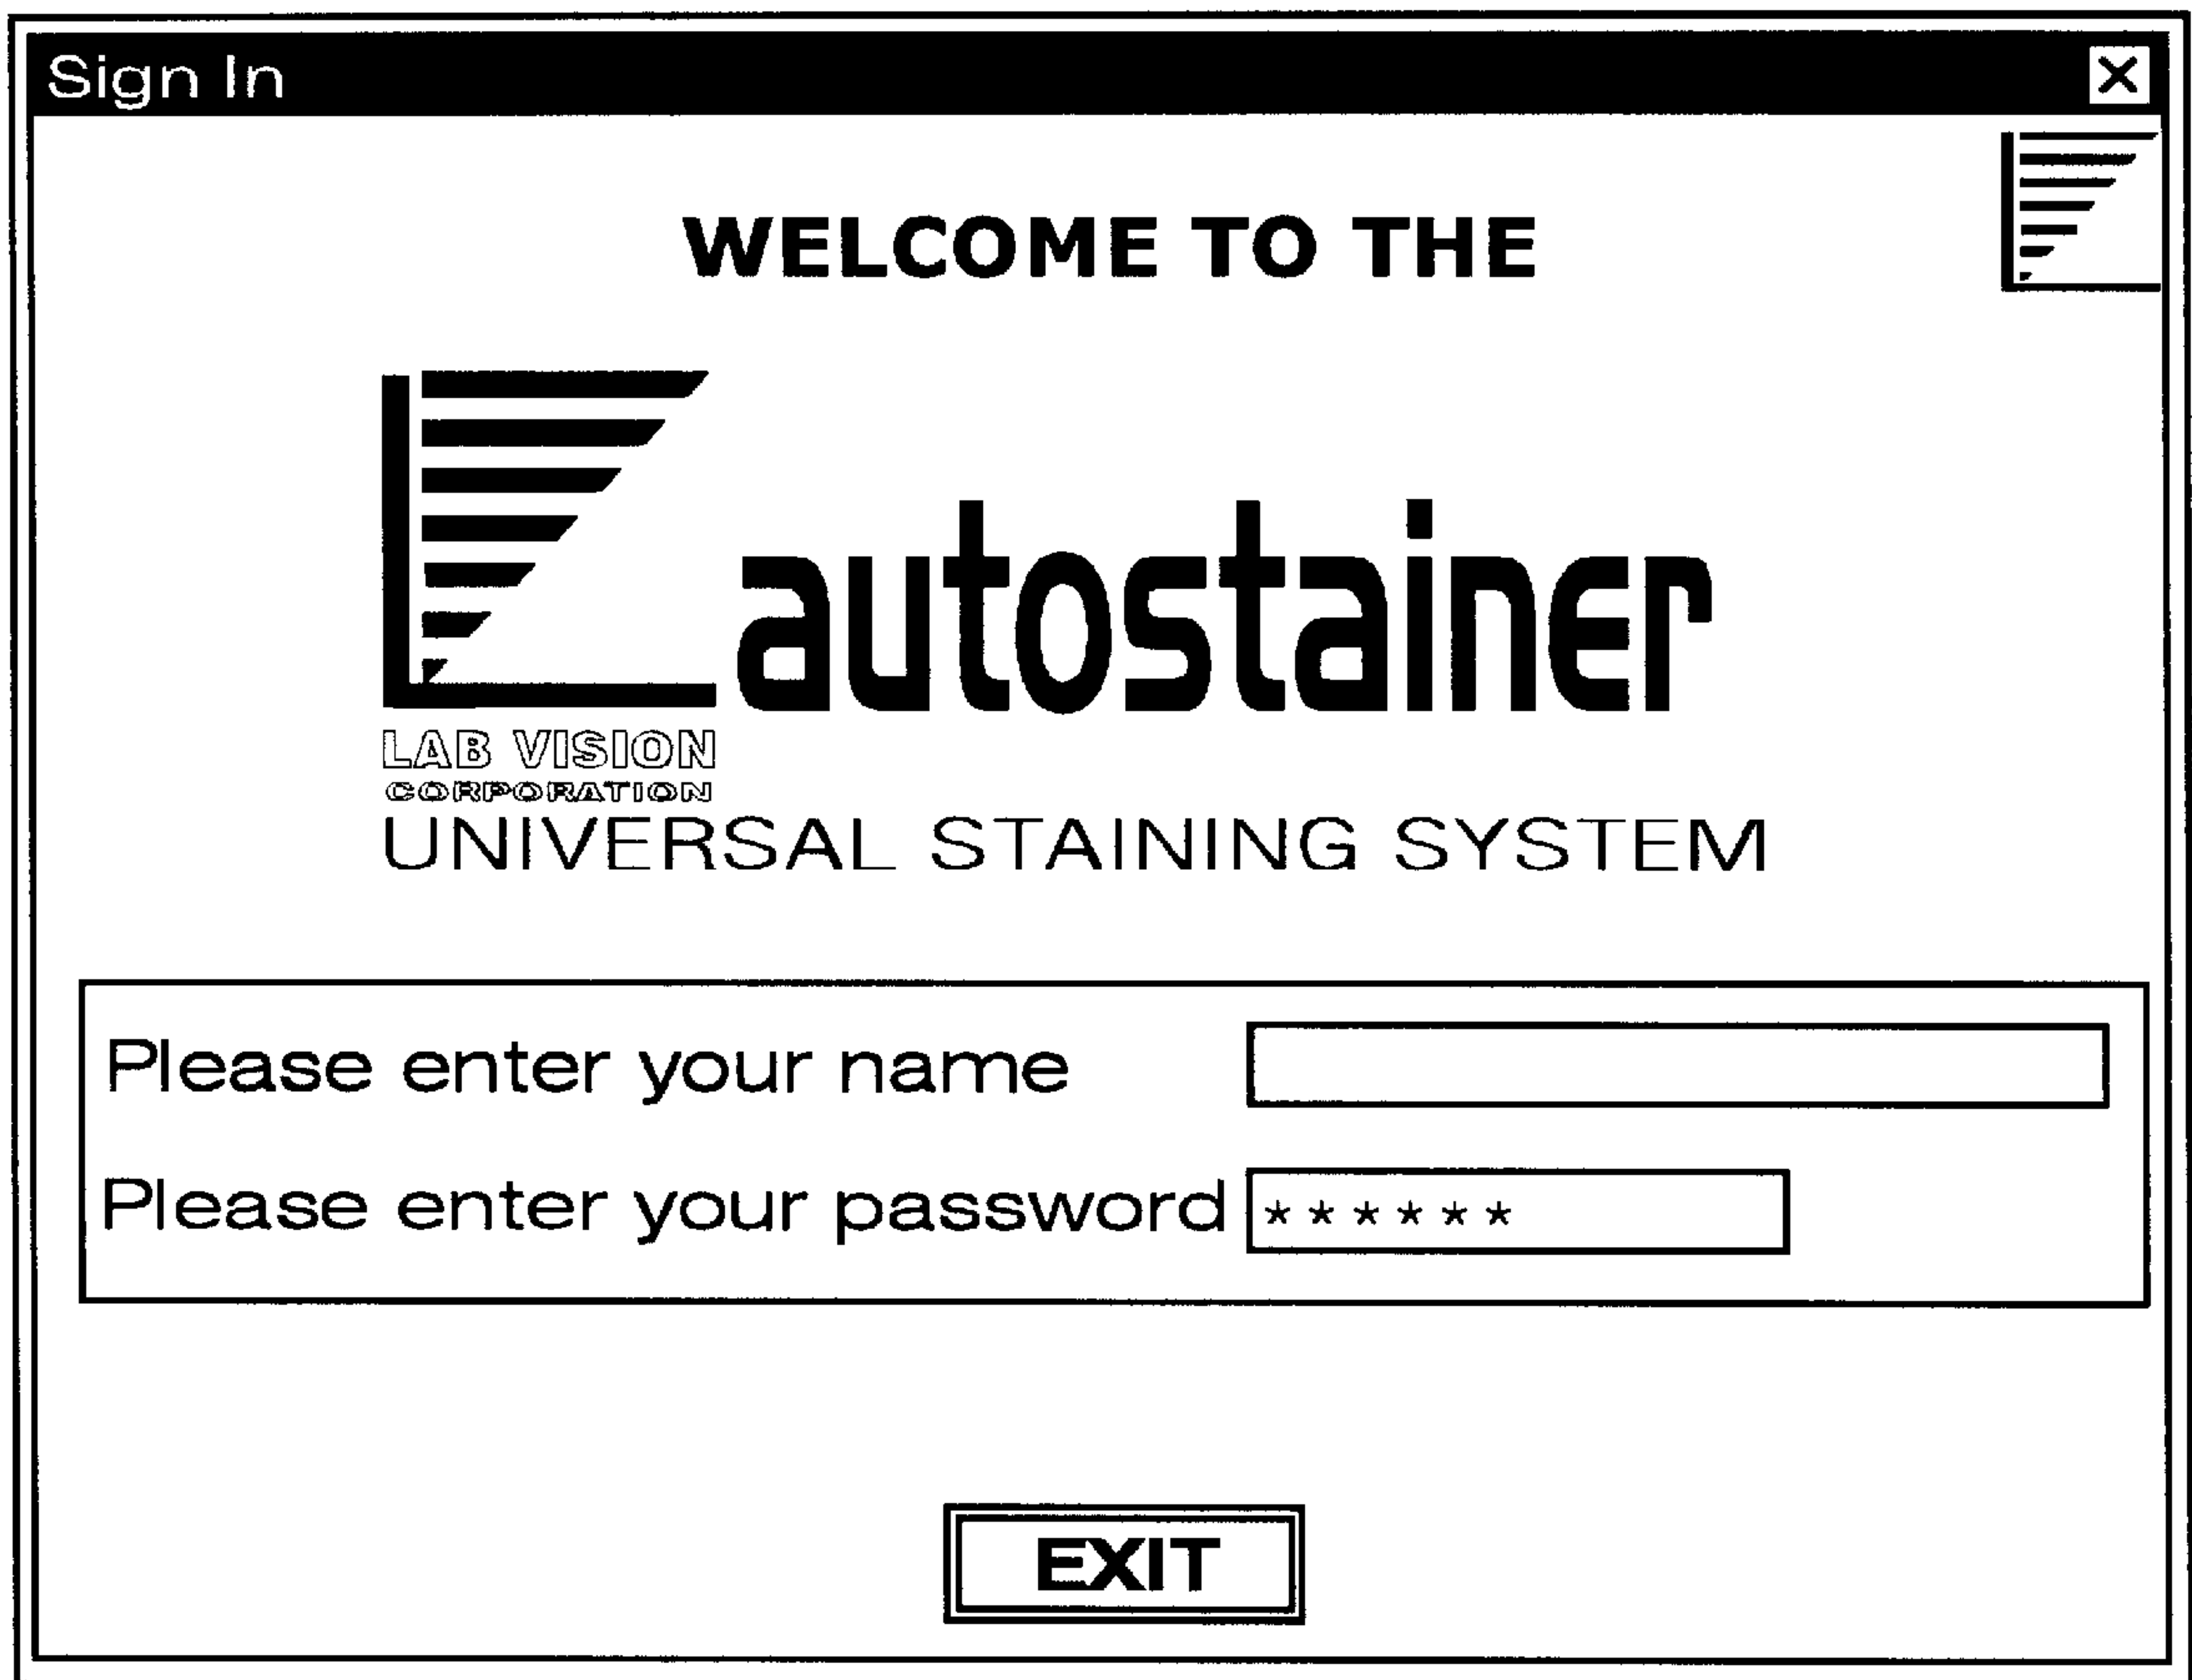 Sign In
WELCOME TO THE
autostainer
LAB VISION
CORPORATION
UNIVERSAL STAINING SYSTEM
Please enter your name
Please enter your password ******
EXIT